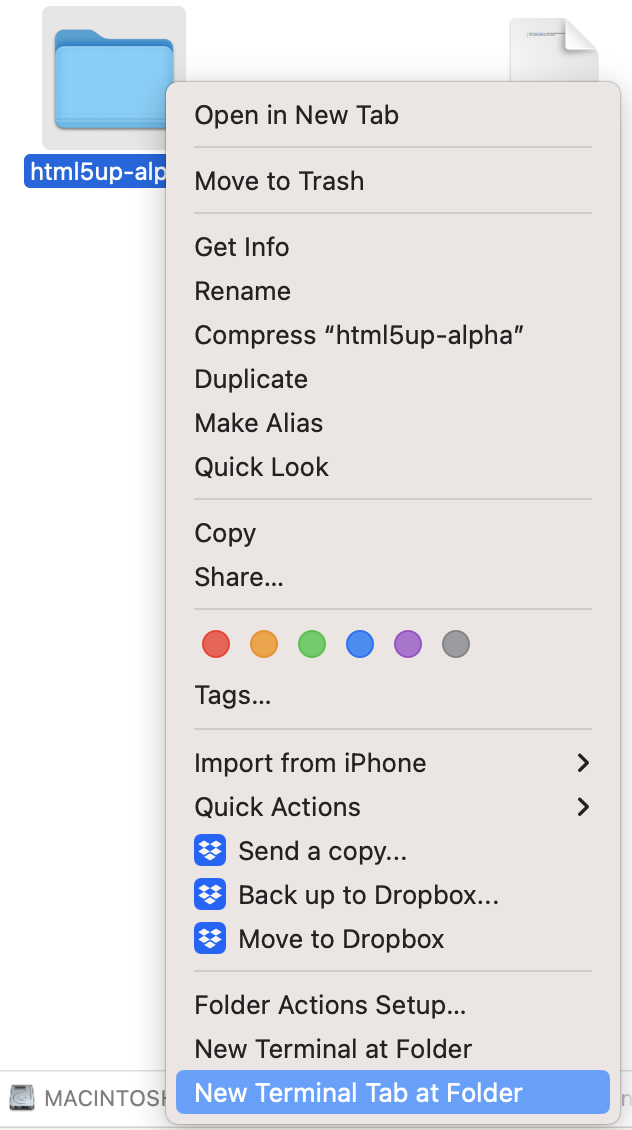 Open in New Tab
html5up-alp
Move to Trash
Get Info
Rename
Compress “html5up-alpha”
Duplicate
Make Alias
Quick Look
Copy
Share...
Tags...
Import from iPhone
Quick Actions
Send a copy...
Back up to Dropbox...
Move to Dropbox
Folder Actions Setup...
New Terminal at Folder
MACINTOSH
New Terminal Tab at Folder